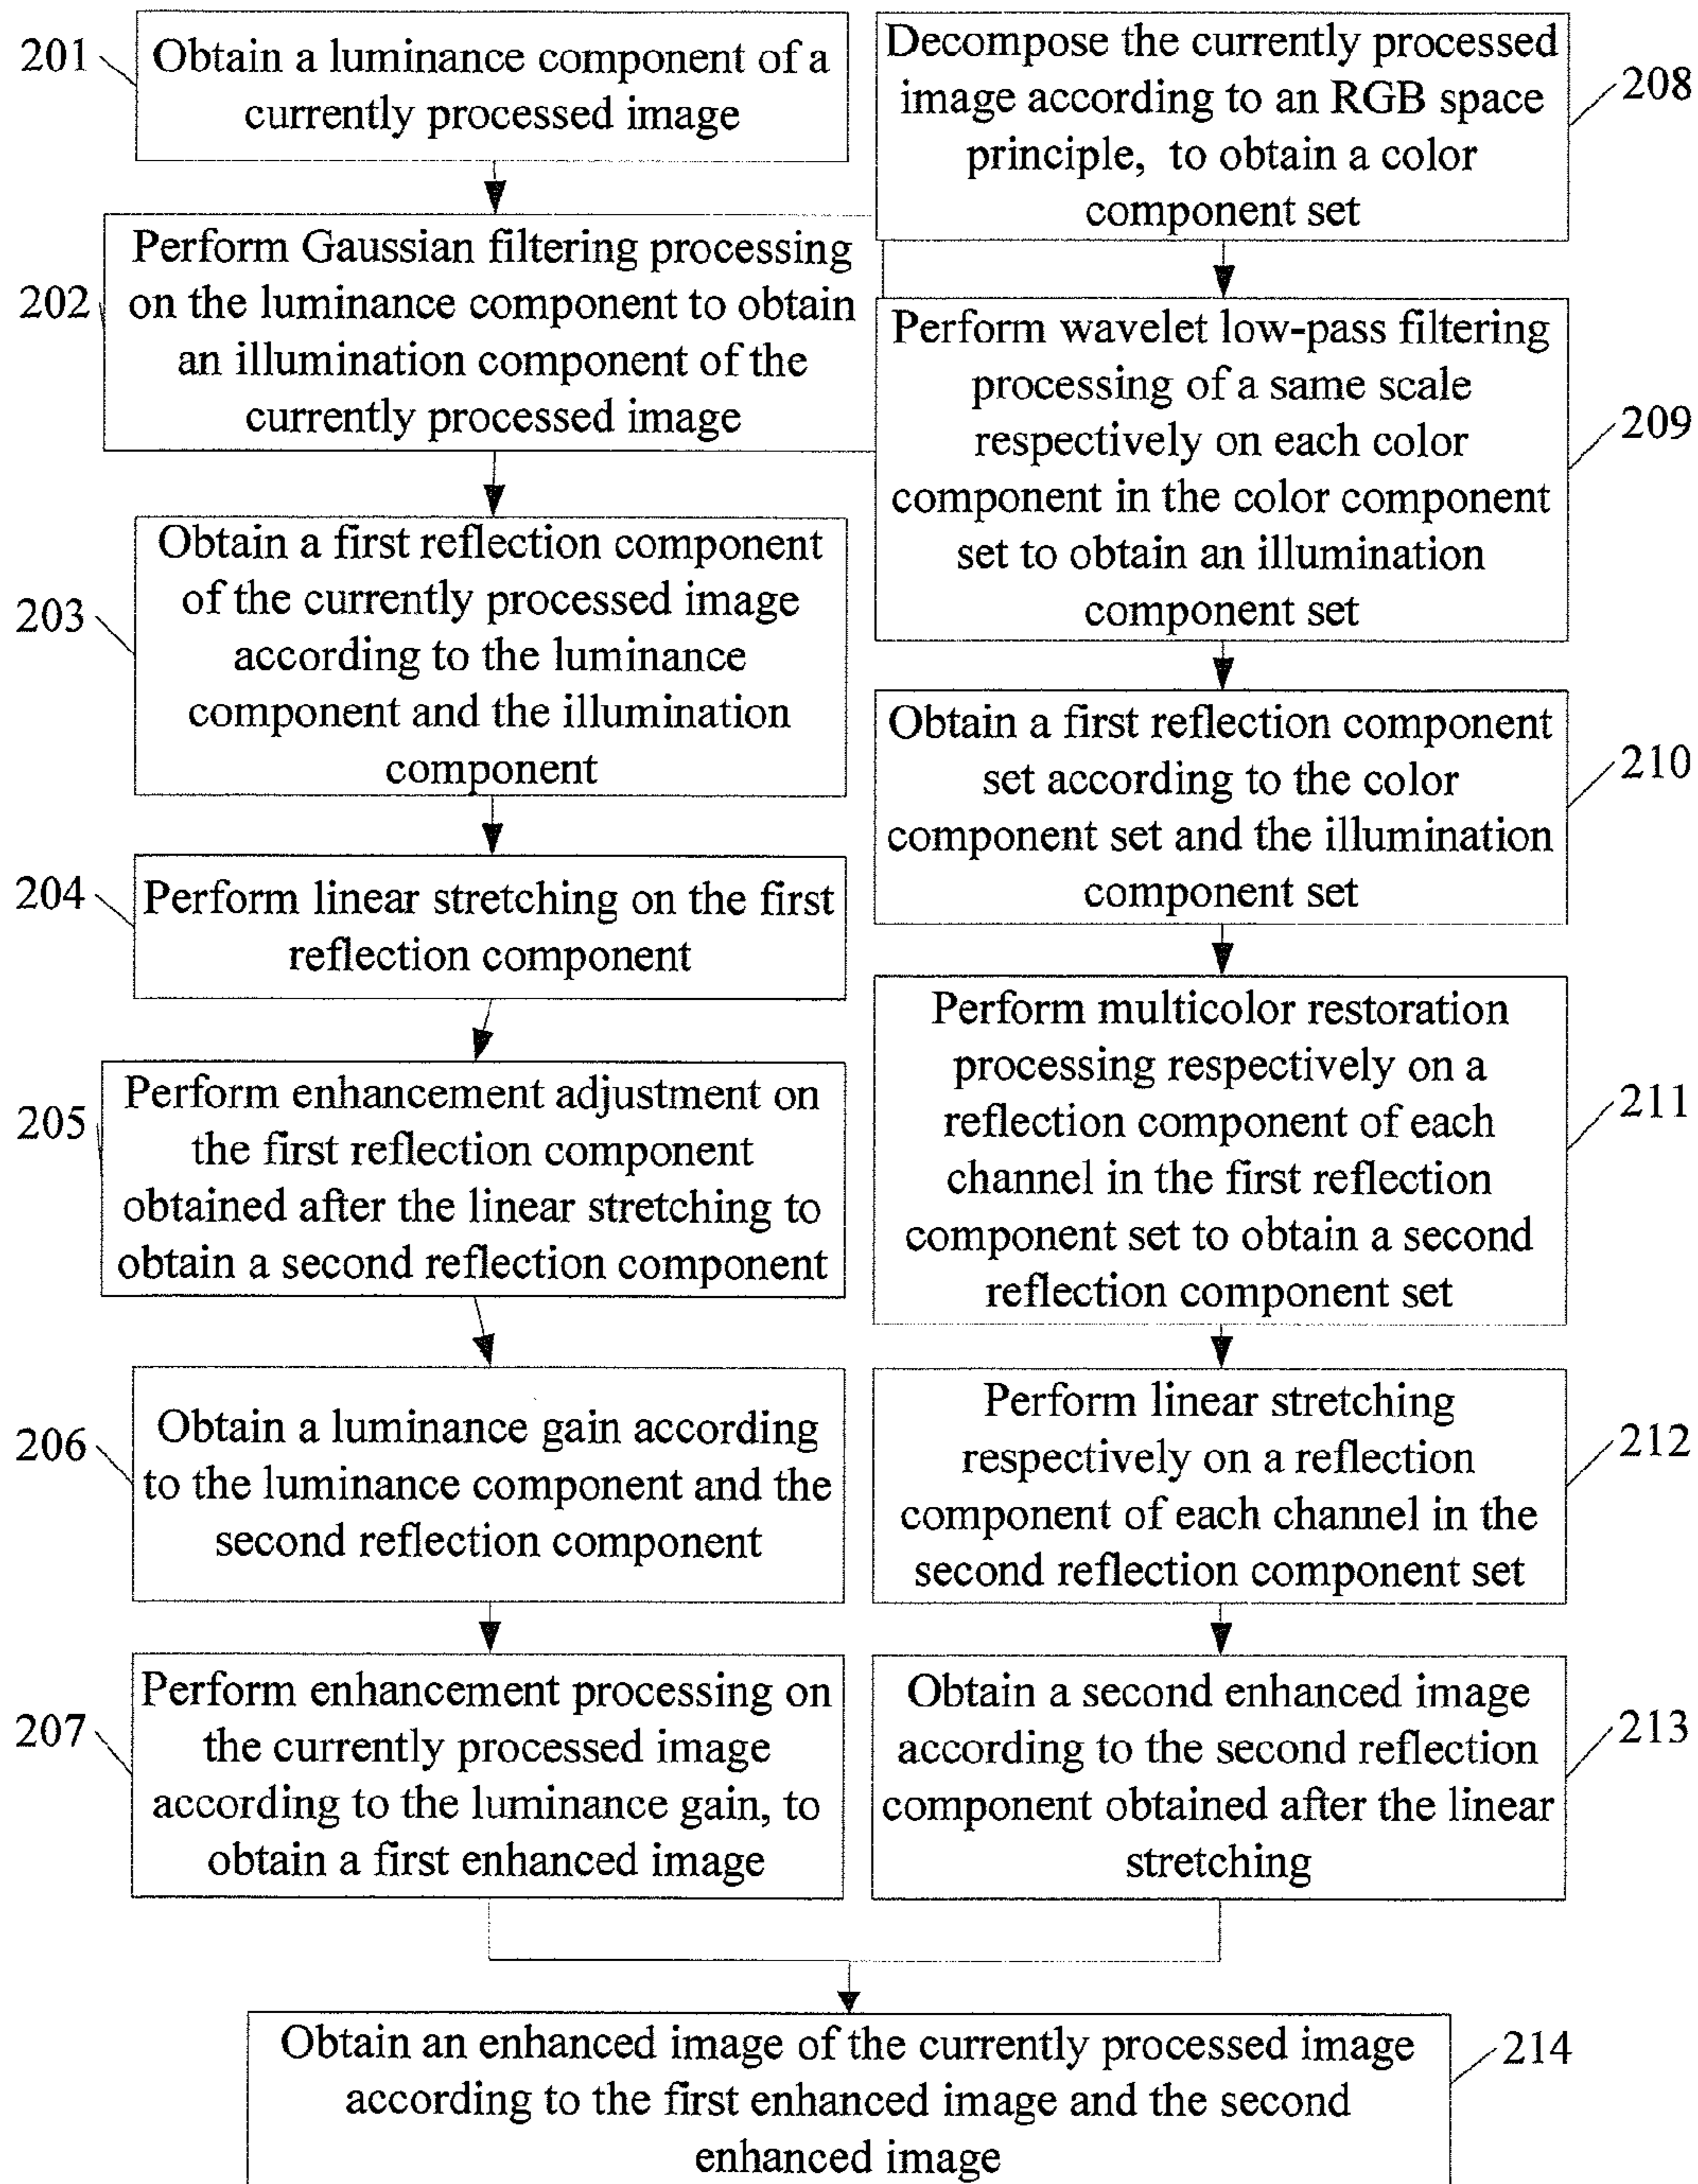 201
Obtain a luminance component of a
currently processed image
202
Perform Gaussian filtering processing
on the luminance component to obtain
an illumination component of the
currently processed image
203
Obtain a first reflection component
of the currently processed image
according to the luminance
component and the illumination
component
204
Perform linear stretching on the first
reflection component
205
Perform enhancement adjustment on
the first reflection component
obtained after the linear stretching to
obtain a second reflection component
206
Obtain a luminance gain according
to the luminance component and the
second reflection component
207
Perform enhancement processing on
the currently processed image
according to the luminance gain, to
obtain a first enhanced image
Decompose the currently processed
image according to an RGB space
principle, to obtain a color
component set
208
Perform wavelet low-pass filtering
processing of a same scale
respectively on each color
component in the color component
set to obtain an illumination
component set
209
Obtain a first reflection component
set according to the color
component set and the illumination
component set
210
Perform multicolor restoration
processing respectively on a
reflection component of each
channel in the first reflection
component set to obtain a second
reflection component set
211
Perform linear stretching
respectively on a reflection
component of each channel in the
second reflection component set
212
Obtain a second enhanced image
according to the second reflection
component obtained after the linear
stretching
213
Obtain an enhanced image of the currently processed image
according to the first enhanced image and the second
enhanced image
214